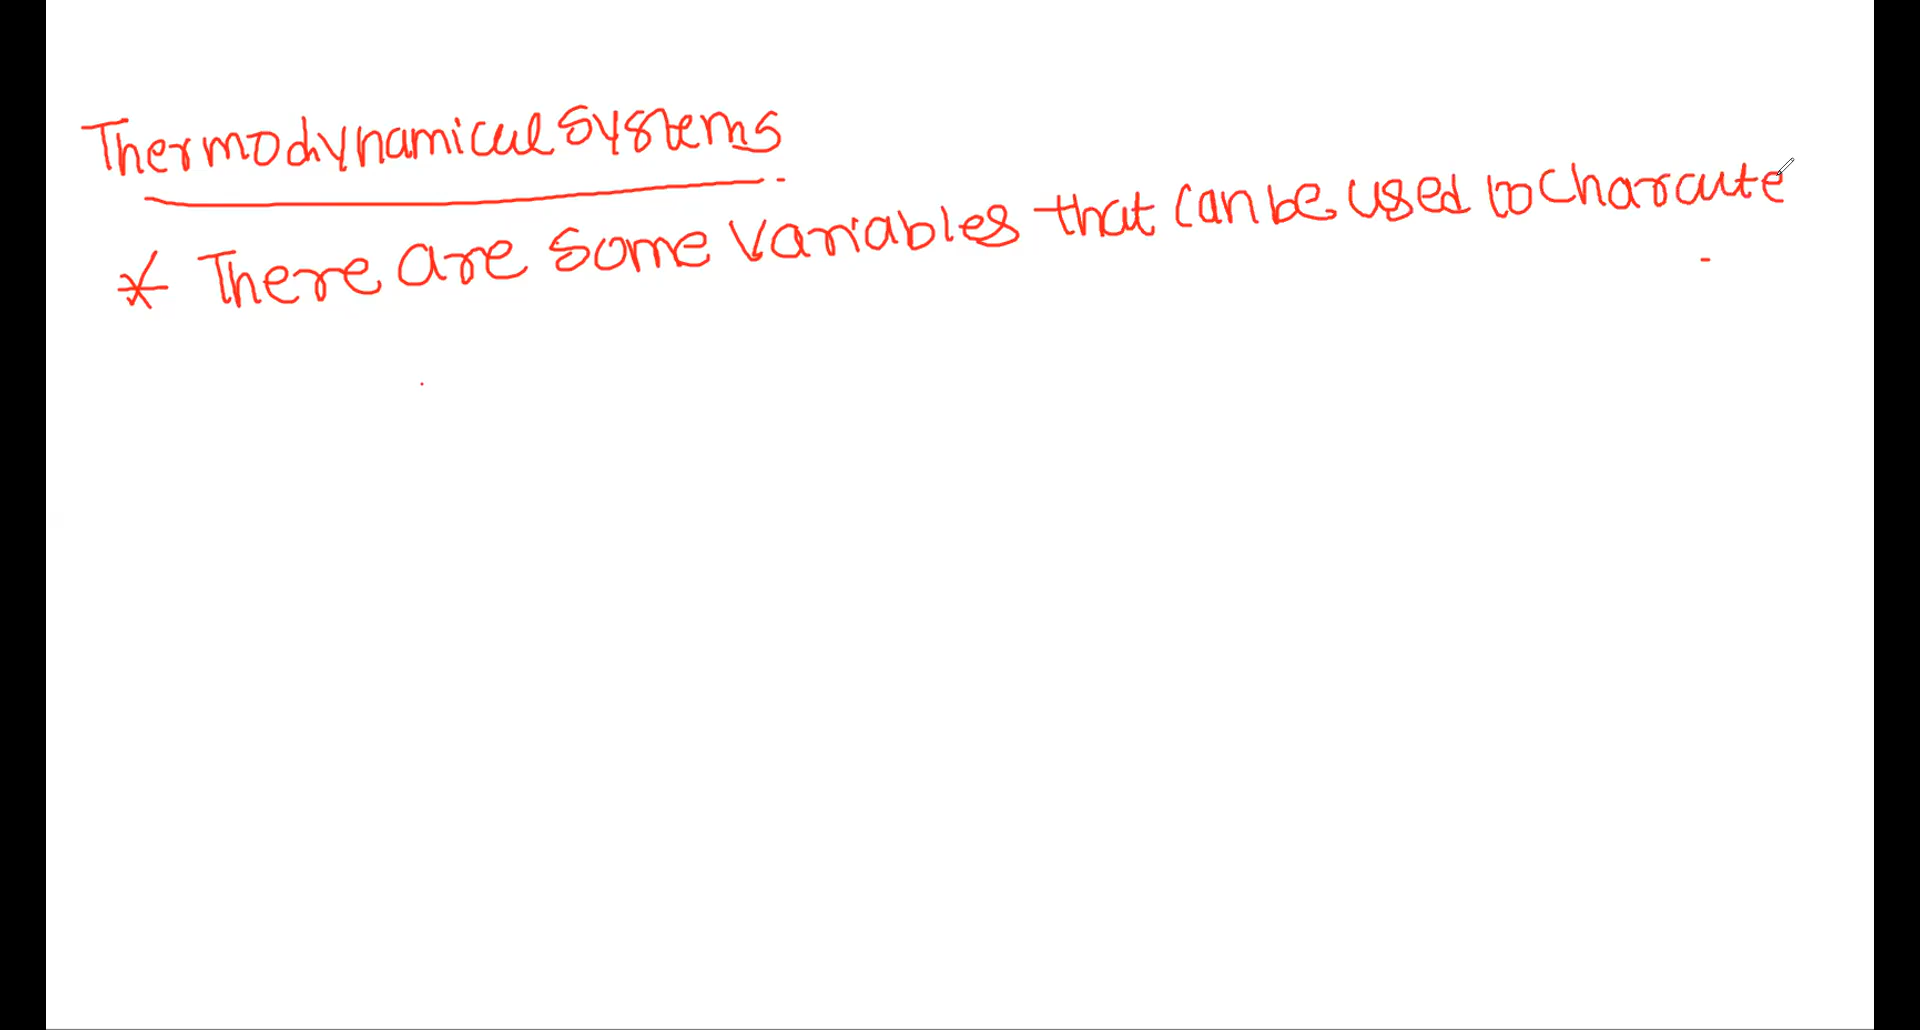 Thermodynamical Systems
* There are some variables that can be used to characte